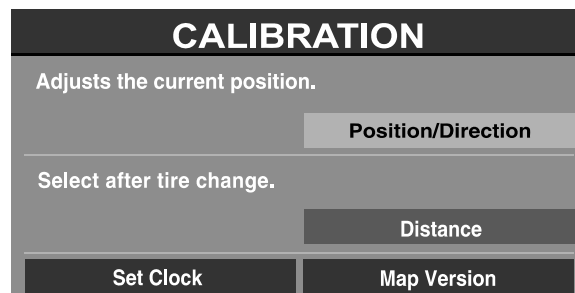 CALIBRATION
Adjusts the current position.
Position/Direction
Select after tire change.
Distance
Set Clock
Map Version